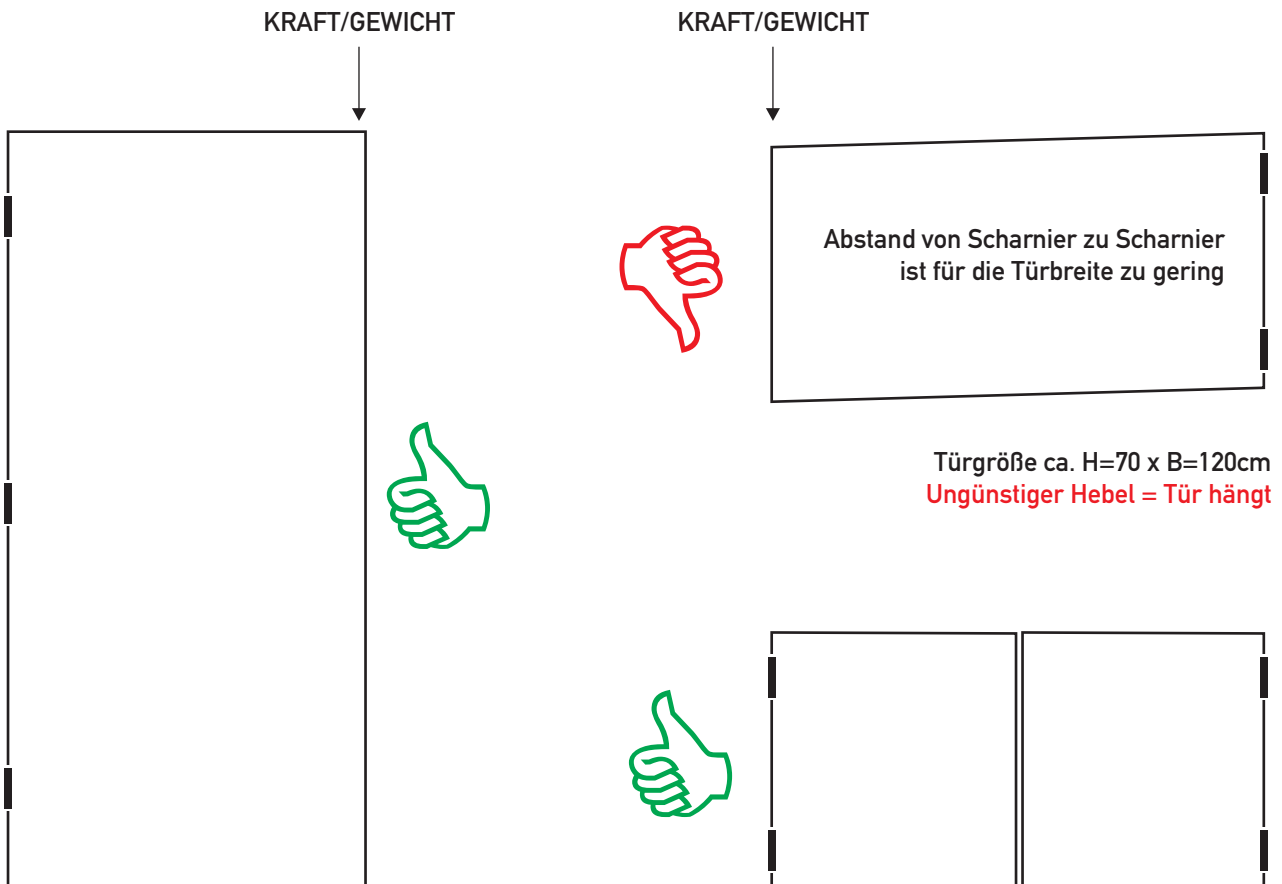 KRAFT/GEWICHT
KRAFT/GEWICHT
Abstand von Scharnier zu Scharnier
ist für die Türbreite zu gering
Türgröße ca. H=70 x B=120cm
Ungünstiger Hebel = Tür hängt